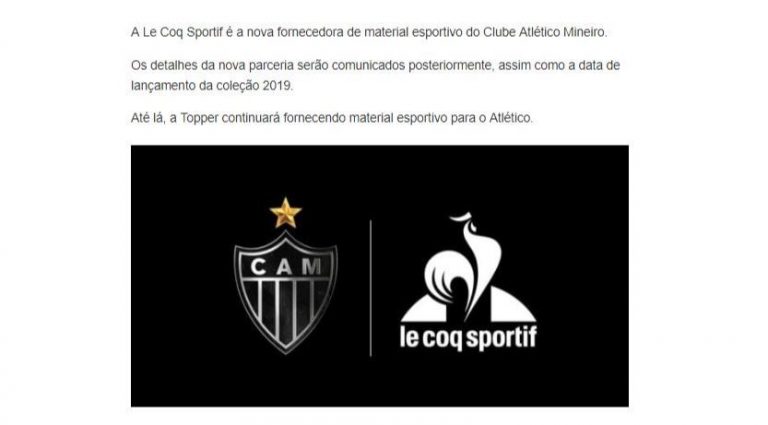 A Le Coq Sportif é a nova fornecedora de material esportivo do Clube Atlético Mineiro.
Os detalhes da nova parceria serão comunicados posteriormente, assim como a data de
lançamento da coleção 2019.
Até lá, a Topper continuará fornecendo material esportivo para o Atlético.
CAM
le coq sportif